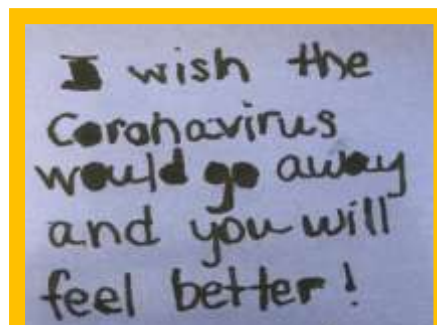 I wish the
Coronavirus
would go away
and you will
feel better!